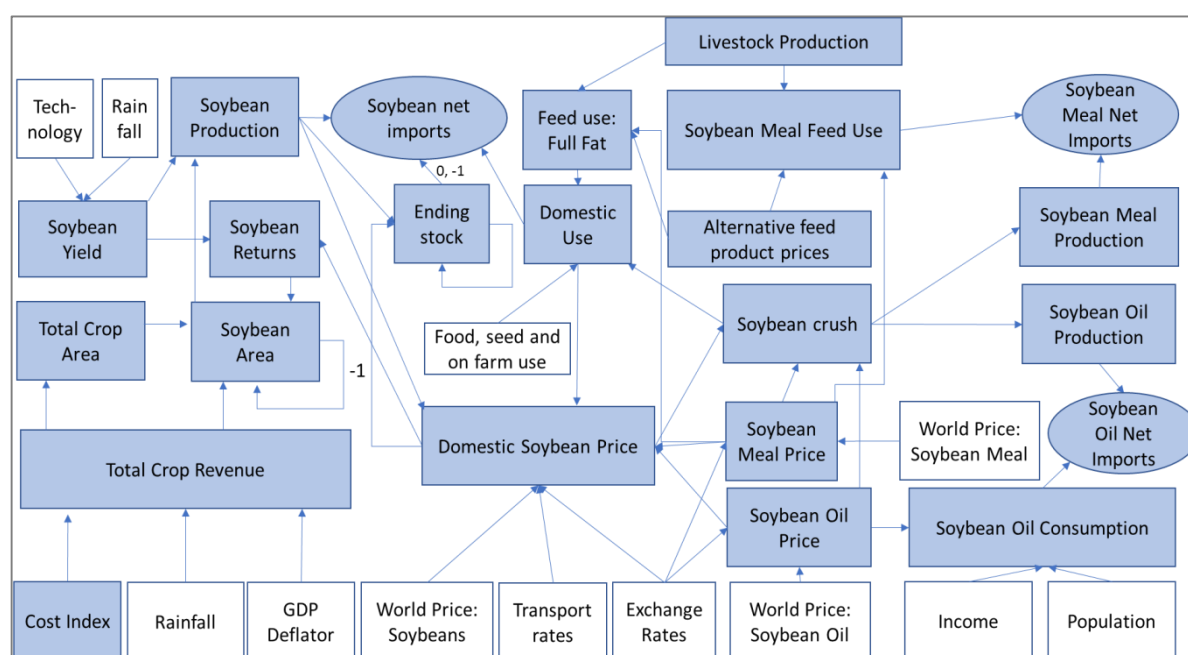 Livestock Production
Tech-
nology
Rain
fall
Soybean
Production
Soybean net
imports
Feed use:
Full Fat
Soybean Meal Feed Use
Soybean
Meal Net
Imports
0, -1
Soybean
Yield
Soybean
Returns
Ending
stock
Domestic
Use
Alternative feed
product prices
Soybean Meal
Production
Total Crop
Area
Soybean
Area
-1
Food, seed and
on farm use
Soybean crush
Soybean Oil
Production
Total Crop Revenue
Domestic Soybean Price
Soybean
Meal Price
World Price:
Soybean Meal
Soybean
Oil Net
Imports
Soybean Oil
Price
Soybean Oil Consumption
Cost Index
Rainfall
GDP
Deflator
World Price:
Soybeans
Transport
rates
Exchange
Rates
World Price:
Soybean Oil
Income
Population